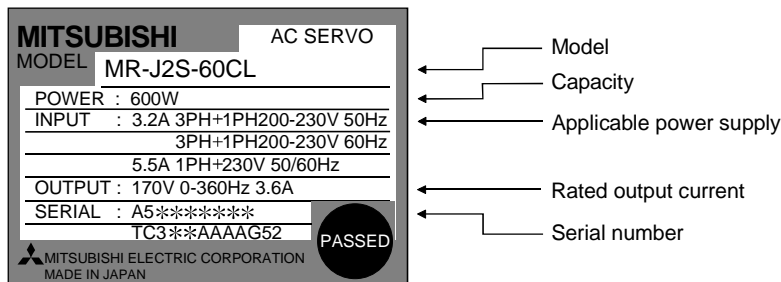 MITSUBISHI AC SERVO
MODEL MR-J2S-60CL
POWER : 600W
INPUT : 3.2A 3PH+1PH200-230V 50Hz
3PH+1PH200-230V 60Hz
5.5A 1PH+230V 50/60Hz
OUTPUT : 170V 0-360Hz 3.6A
SERIAL : A5*******
TC3**AAAAG52
PASSED
MITSUBISHI ELECTRIC CORPORATION
MADE IN JAPAN
Model
Capacity
Applicable power supply
Rated output current
Serial number